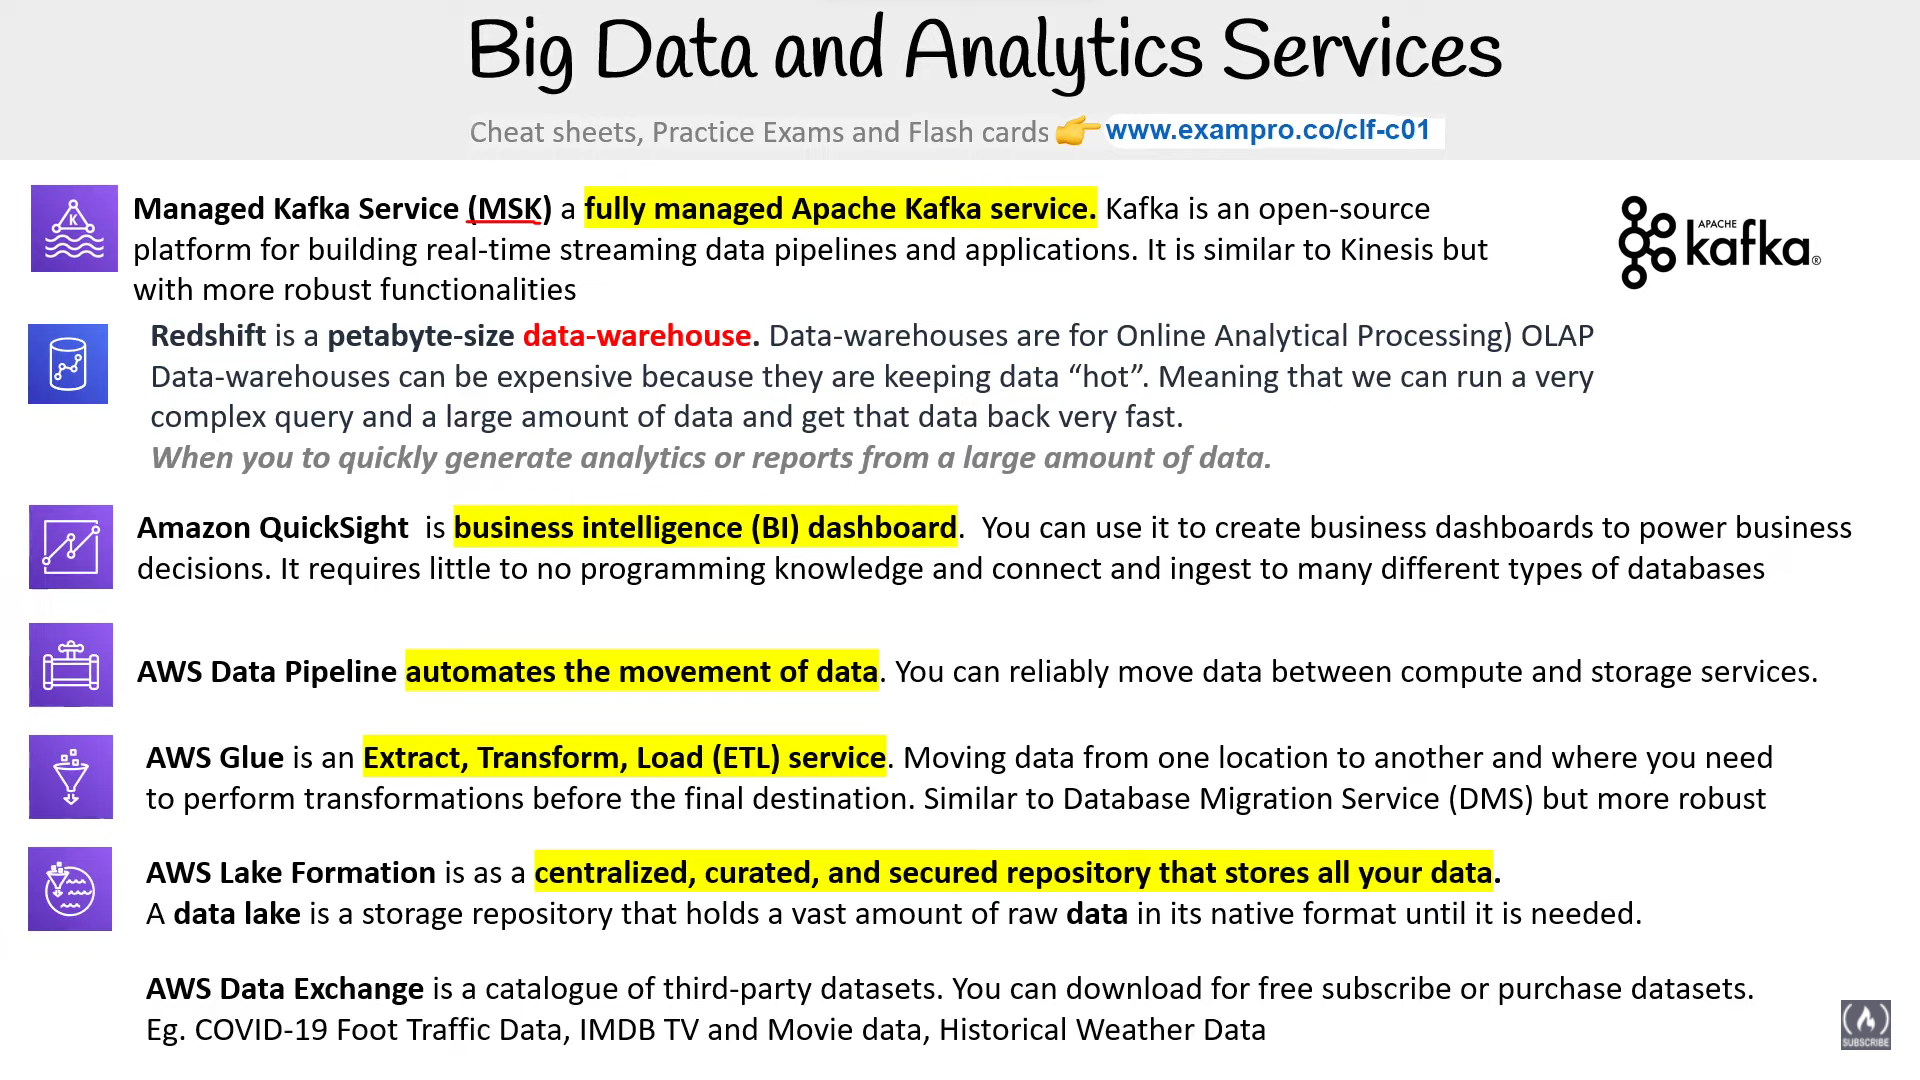 Big Data and Analytics Services
Cheat sheets, Practice Exams and Flash cards 👉 www.exampro.co/clf-c01
Managed Kafka Service (MSK) a fully managed Apache Kafka service. Kafka is an open-source
platform for building real-time streaming data pipelines and applications. It is similar to Kinesis but
with more robust functionalities
K
APACHE
kafka®
Redshift is a petabyte-size data-warehouse. Data-warehouses are for Online Analytical Processing) OLAP
Data-warehouses can be expensive because they are keeping data “hot”. Meaning that we can run a very
complex query and a large amount of data and get that data back very fast.
When you to quickly generate analytics or reports from a large amount of data.
Amazon QuickSight is business intelligence (BI) dashboard. You can use it to create business dashboards to power business
decisions. It requires little to no programming knowledge and connect and ingest to many different types of databases
AWS Data Pipeline automates the movement of data. You can reliably move data between compute and storage services.
AWS Glue is an Extract, Transform, Load (ETL) service. Moving data from one location to another and where you need
to perform transformations before the final destination. Similar to Database Migration Service (DMS) but more robust
AWS Lake Formation is as a centralized, curated, and secured repository that stores all your data.
A data lake is a storage repository that holds a vast amount of raw data in its native format until it is needed.
AWS Data Exchange is a catalogue of third-party datasets. You can download for free subscribe or purchase datasets.
Eg. COVID-19 Foot Traffic Data, IMDB TV and Movie data, Historical Weather Data
SUBSCRIBE